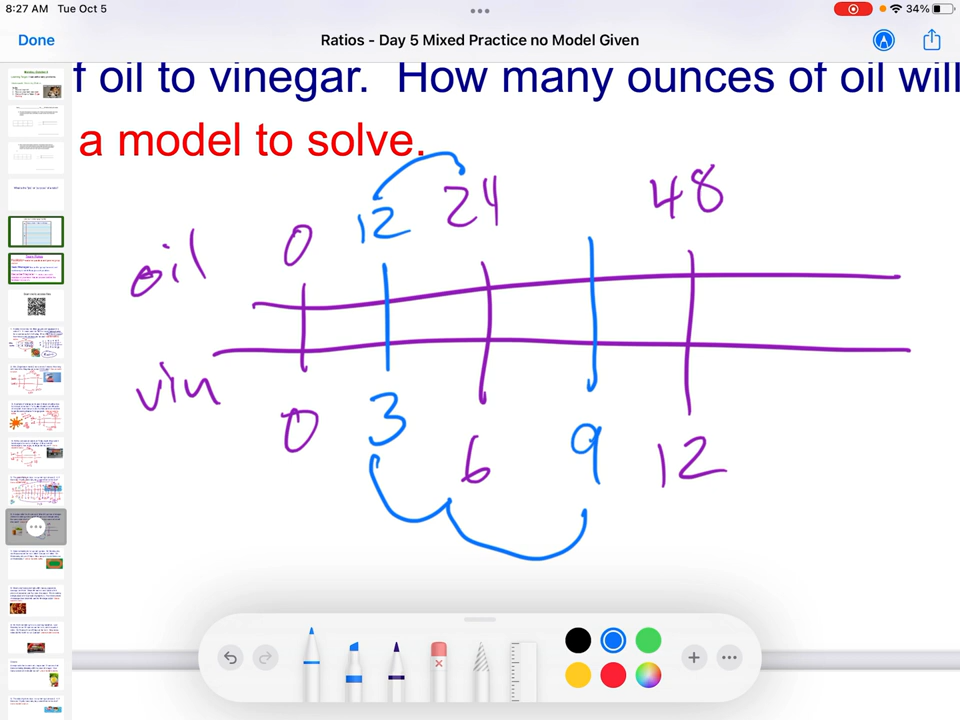 8:27 AM Tue Oct 5
34%
Done
Ratios - Day 5 Mixed Practice no Model Given
f oil to vinegar. How many ounces of oil will
a model to solve.
oil 0 12 24 48
vin 0 3 6 9 12